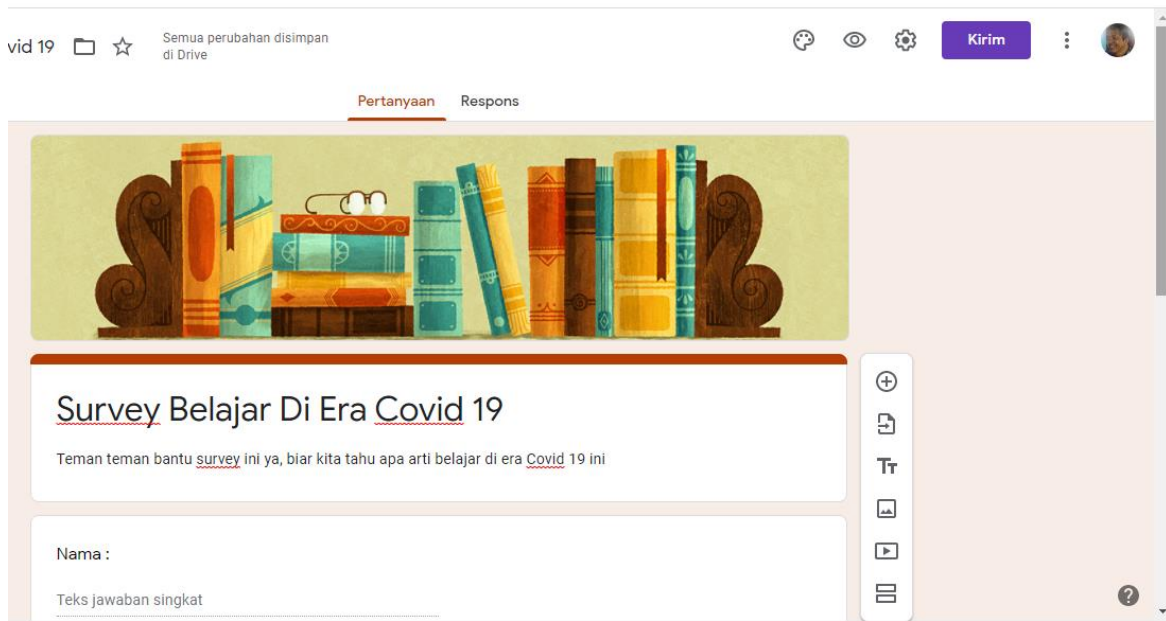 vid 19
Semua perubahan disimpan
di Drive
Kirim
Pertanyaan Respons
Survey Belajar Di Era Covid 19
Teman teman bantu survey ini ya, biar kita tahu apa arti belajar di era Covid 19 ini
Nama :
Teks jawaban singkat